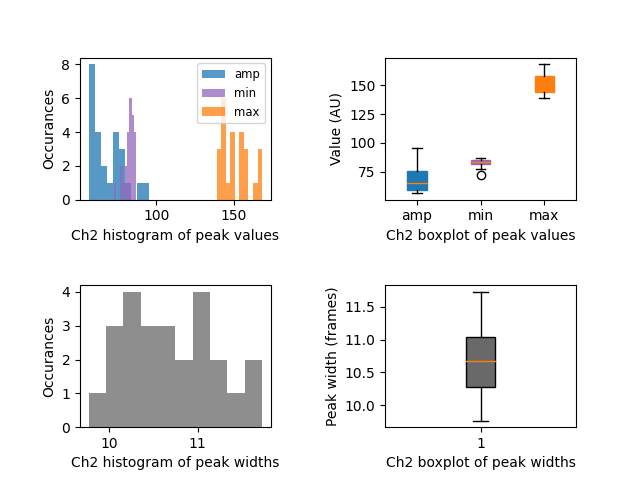 8
6
4
2
0
Occurances
amp
min
max
100
150
Ch2 histogram of peak values
150
125
100
75
Value (AU)
amp
min
max
Ch2 boxplot of peak values
4
3
2
1
0
Occurances
10
11
Ch2 histogram of peak widths
11.5
11.0
10.5
10.0
Peak width (frames)
1
Ch2 boxplot of peak widths